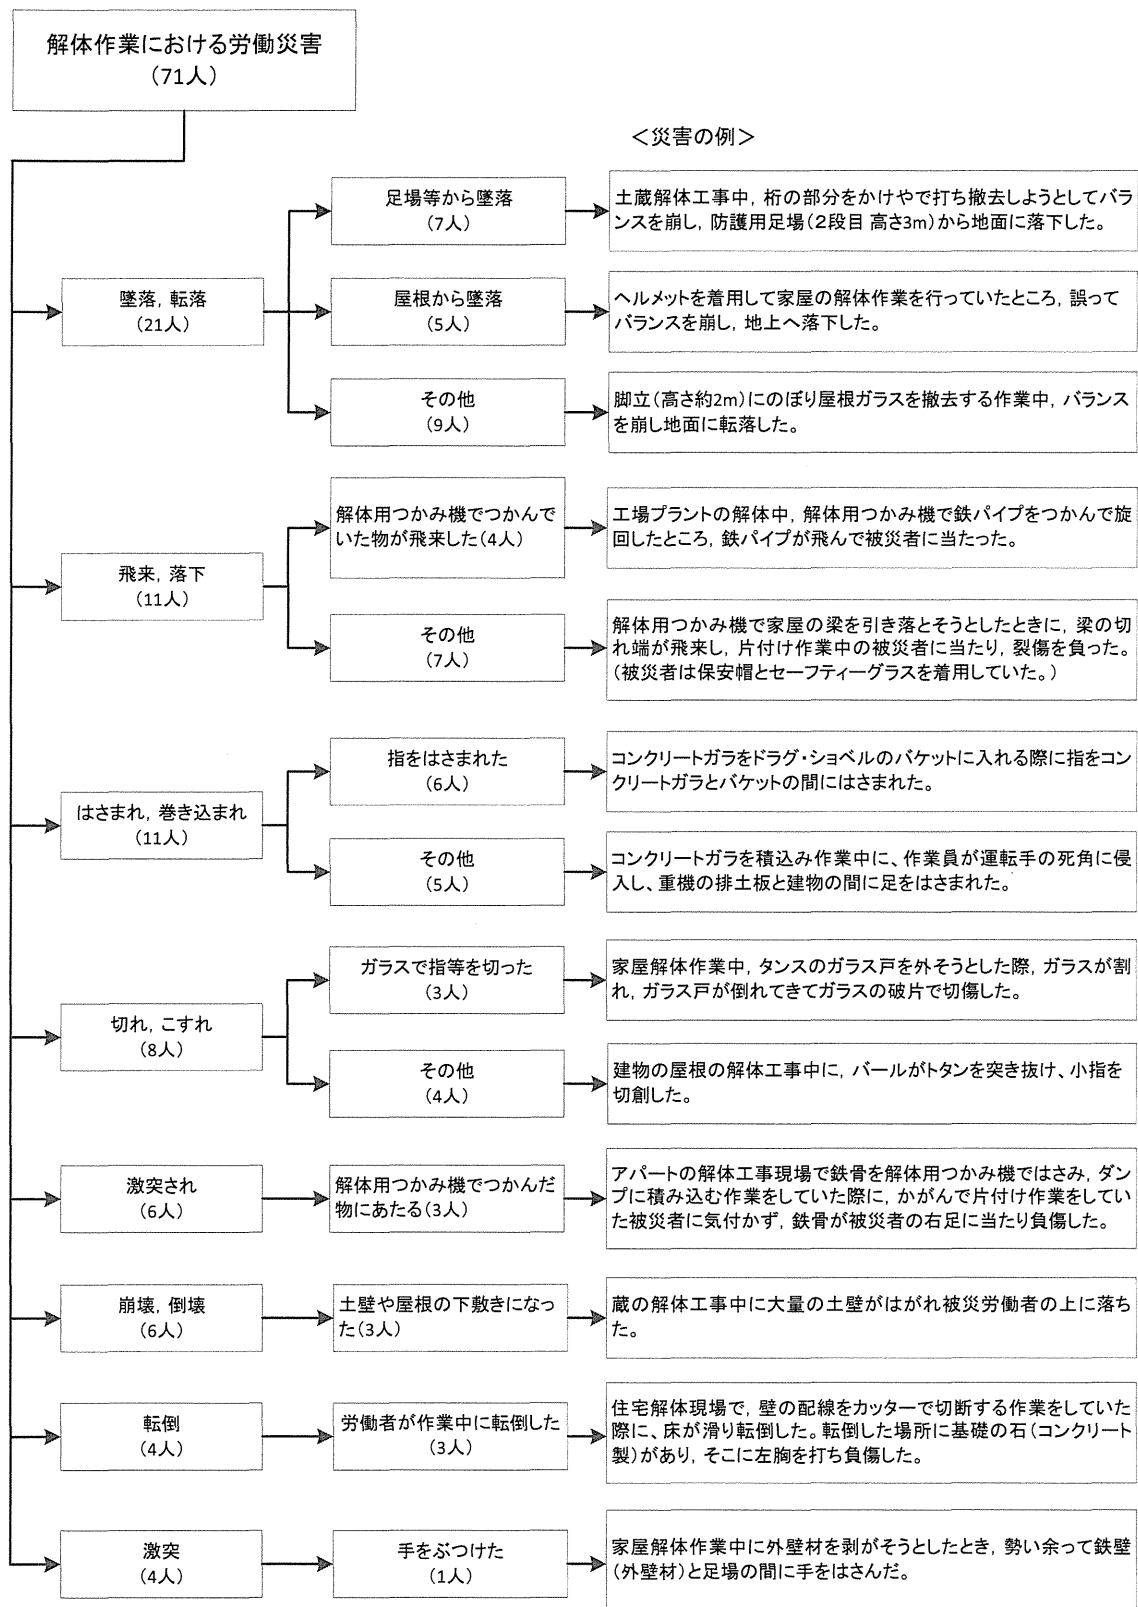 解体作業における労働災害
(71人)
<災害の例>
足場等から墜落
(7人)
土蔵解体工事中，桁の部分をかけやで打ち撤去しようとしてバラ
ンスを崩し，防護用足場(２段目 高さ3m)から地面に落下した。
墜落，転落
(21人)
屋根から墜落
(5人)
ヘルメットを着用して家屋の解体作業を行っていたところ，誤って
バランスを崩し，地上へ落下した。
その他
(9人)
脚立(高さ約2m)にのぼり屋根ガラスを撤去する作業中，バランス
を崩し地面に転落した。
解体用つかみ機でつかんで
いた物が飛来した(4人)
工場プラントの解体中，解体用つかみ機で鉄パイプをつかんで旋
回したところ，鉄パイプが飛んで被災者に当たった。
飛来，落下
(11人)
その他
(7人)
解体用つかみ機で家屋の梁を引き落とそうとしたときに，梁の切
れ端が飛来し，片付け作業中の被災者に当たり，裂傷を負った。
(被災者は保安帽とセーフティーグラスを着用していた。)
指をはさまれた
(6人)
コンクリートガラをドラグ・ショベルのバケットに入れる際に指をコン
クリートガラとバケットの間にはさまれた。
はさまれ，巻き込まれ
(11人)
その他
(5人)
コンクリートガラを積込み作業中に、作業員が運転手の死角に侵
入し、重機の排土板と建物の間に足をはさまれた。
ガラスで指等を切った
(3人)
家屋解体作業中，タンスのガラス戸を外そうとした際，ガラスが割
れ，ガラス戸が倒れてきてガラスの破片で切傷した。
切れ，こすれ
(8人)
その他
(4人)
建物の屋根の解体工事中に，バールがトタンを突き抜け、小指を
切創した。
激突され
(6人)
解体用つかみ機でつかんだ
物にあたる(3人)
アパートの解体工事現場で鉄骨を解体用つかみ機ではさみ，ダン
プに積み込む作業をしていた際に，かがんで片付け作業をしてい
た被災者に気付かず，鉄骨が被災者の右足に当たり負傷した。
崩壊，倒壊
(6人)
土壁や屋根の下敷きになっ
た(3人)
蔵の解体工事中に大量の土壁がはがれ被災労働者の上に落ち
た。
転倒
(4人)
労働者が作業中に転倒した
(3人)
住宅解体現場で，壁の配線をカッターで切断する作業をしていた
際に、床が滑り転倒した。転倒した場所に基礎の石(コンクリート
製)があり，そこに左胸を打ち負傷した。
激突
(4人)
手をぶつけた
(1人)
家屋解体作業中に外壁材を剥がそうとしたとき，勢い余って鉄壁
(外壁材)と足場の間に手をはさんだ。